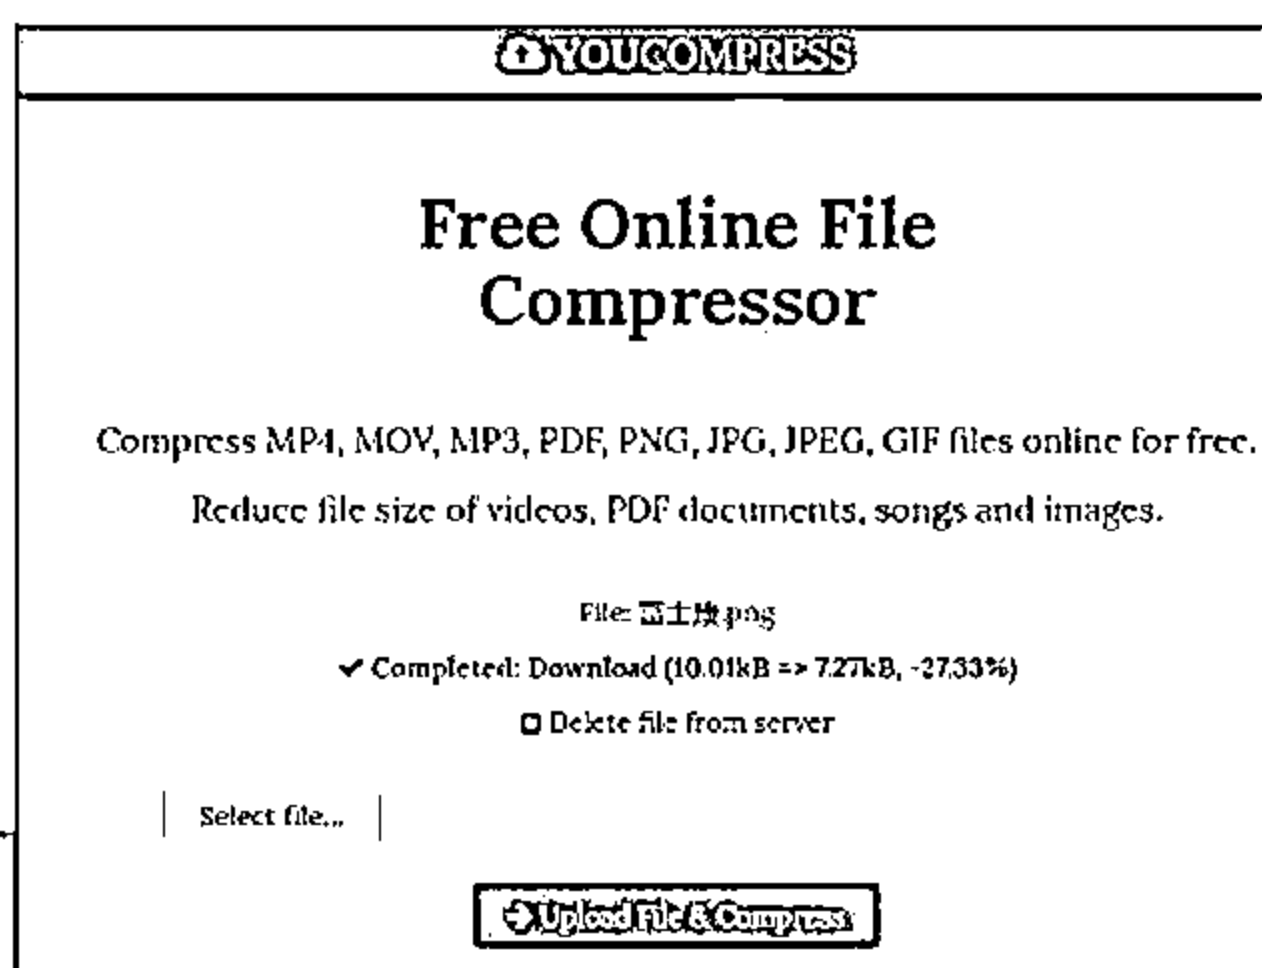 YOUCOMPRESS
Free Online File
Compressor
Compress MP4, MOV, MP3, PDF, PNG, JPG, JPEG, GIF files online for free.
Reduce file size of videos, PDF documents, songs and images.
File: .png
Completed: Download (10.01kB => 7.27kB, -27.33%)
Delete file from server
Select file...
Upload File & Compress